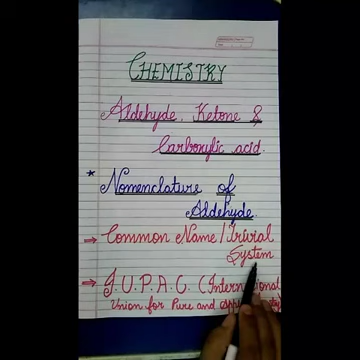 CHEMISTRY
Aldehyde, Ketone &
Carboxylic acid.
* Nomenclature of
Aldehyde.
⇒ Common Name / Trivial
System
⇒ I.U.P.A.C. (International
Union for Pure and